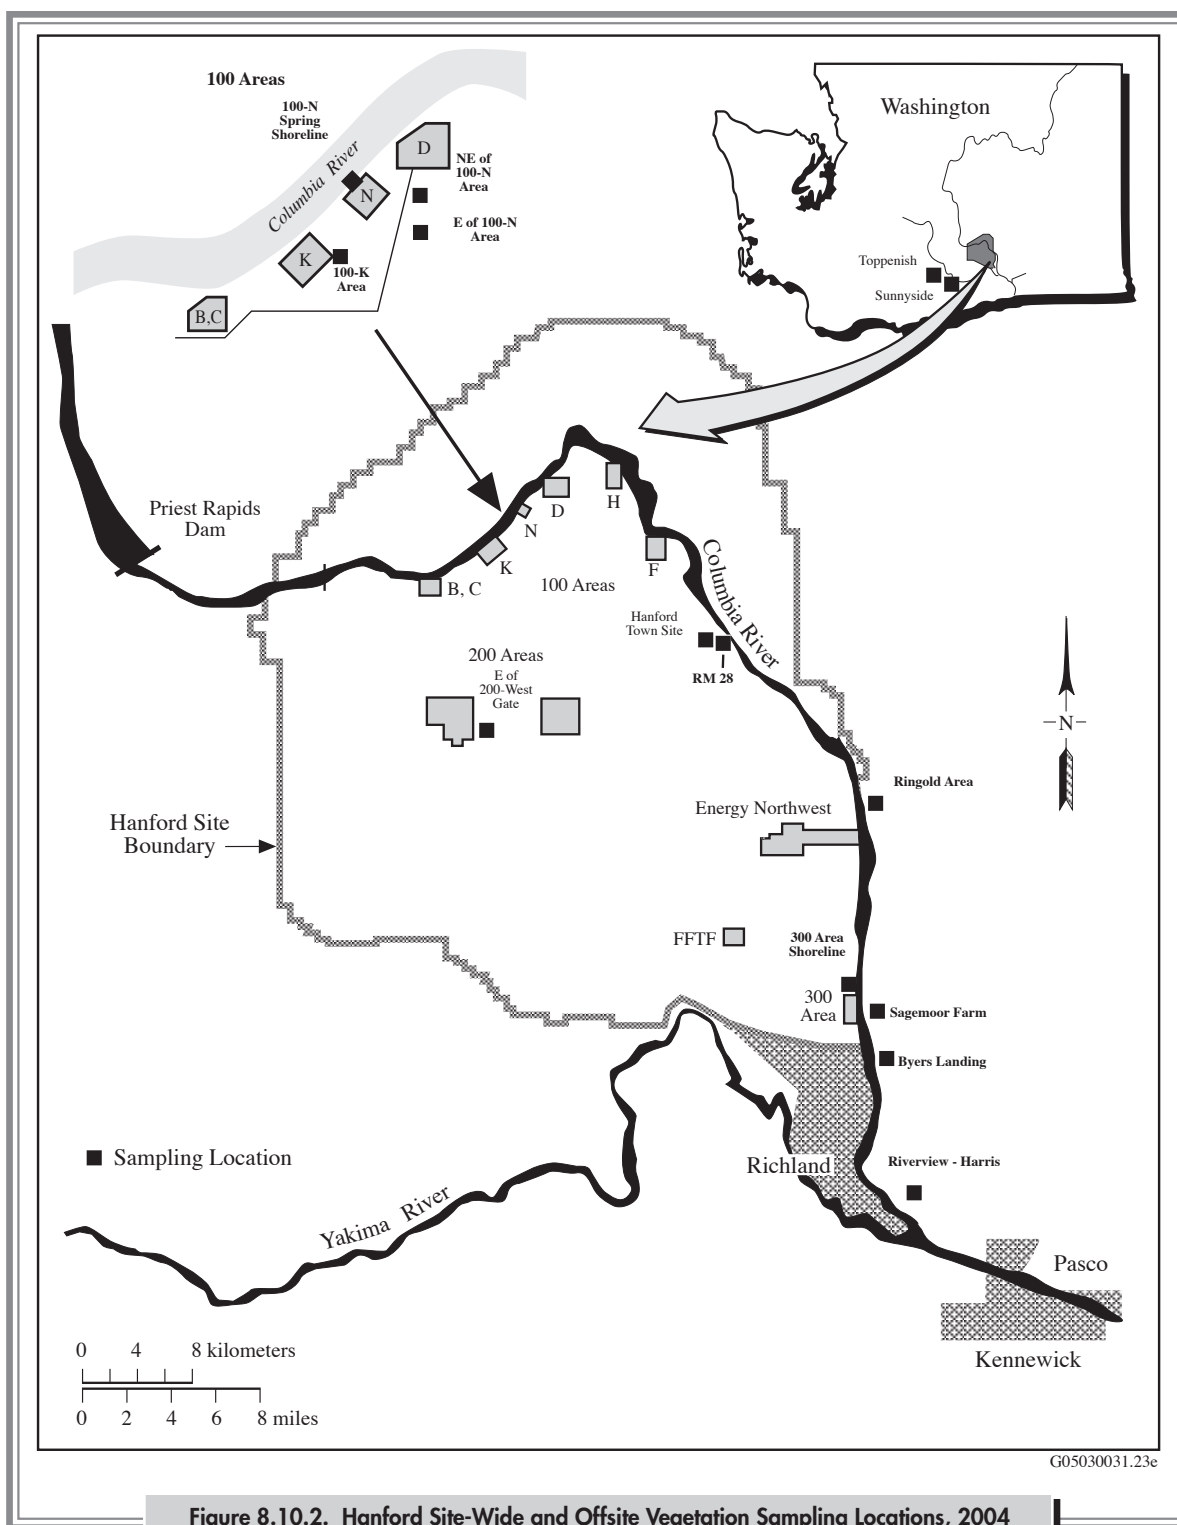 100 Areas
100-N
Spring
Shoreline
Columbia River
D
NE of
100-N
Area
N
E of 100-N
Area
K
100-K
Area
B,C
Washington
Toppenish
Sunnyside
Priest Rapids
Dam
H
D
N
K
F
B, C
100 Areas
Columbia River
Hanford
Town Site
RM 28
200 Areas
E of
200-West
Gate
N
Ringold Area
Energy Northwest
Hanford Site
Boundary
FFTF
300 Area
Shoreline
300
Area
Sagemoor Farm
Byers Landing
Sampling Location
Richland
Riverview - Harris
Yakima River
Pasco
Kennewick
0 4 8 kilometers
0 2 4 6 8 miles
G05030031.23e
Figure 8.10.2. Hanford Site-Wide and Offsite Vegetation Sampling Locations, 2004